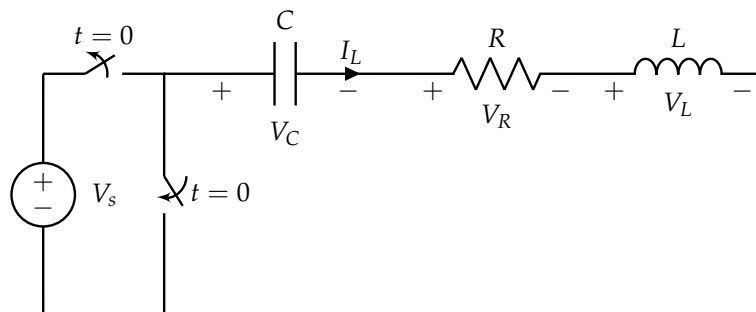 t = 0
C
I_L
R
L
+ − + − + −
V_C
V_R
V_L
+
−
V_s
t = 0